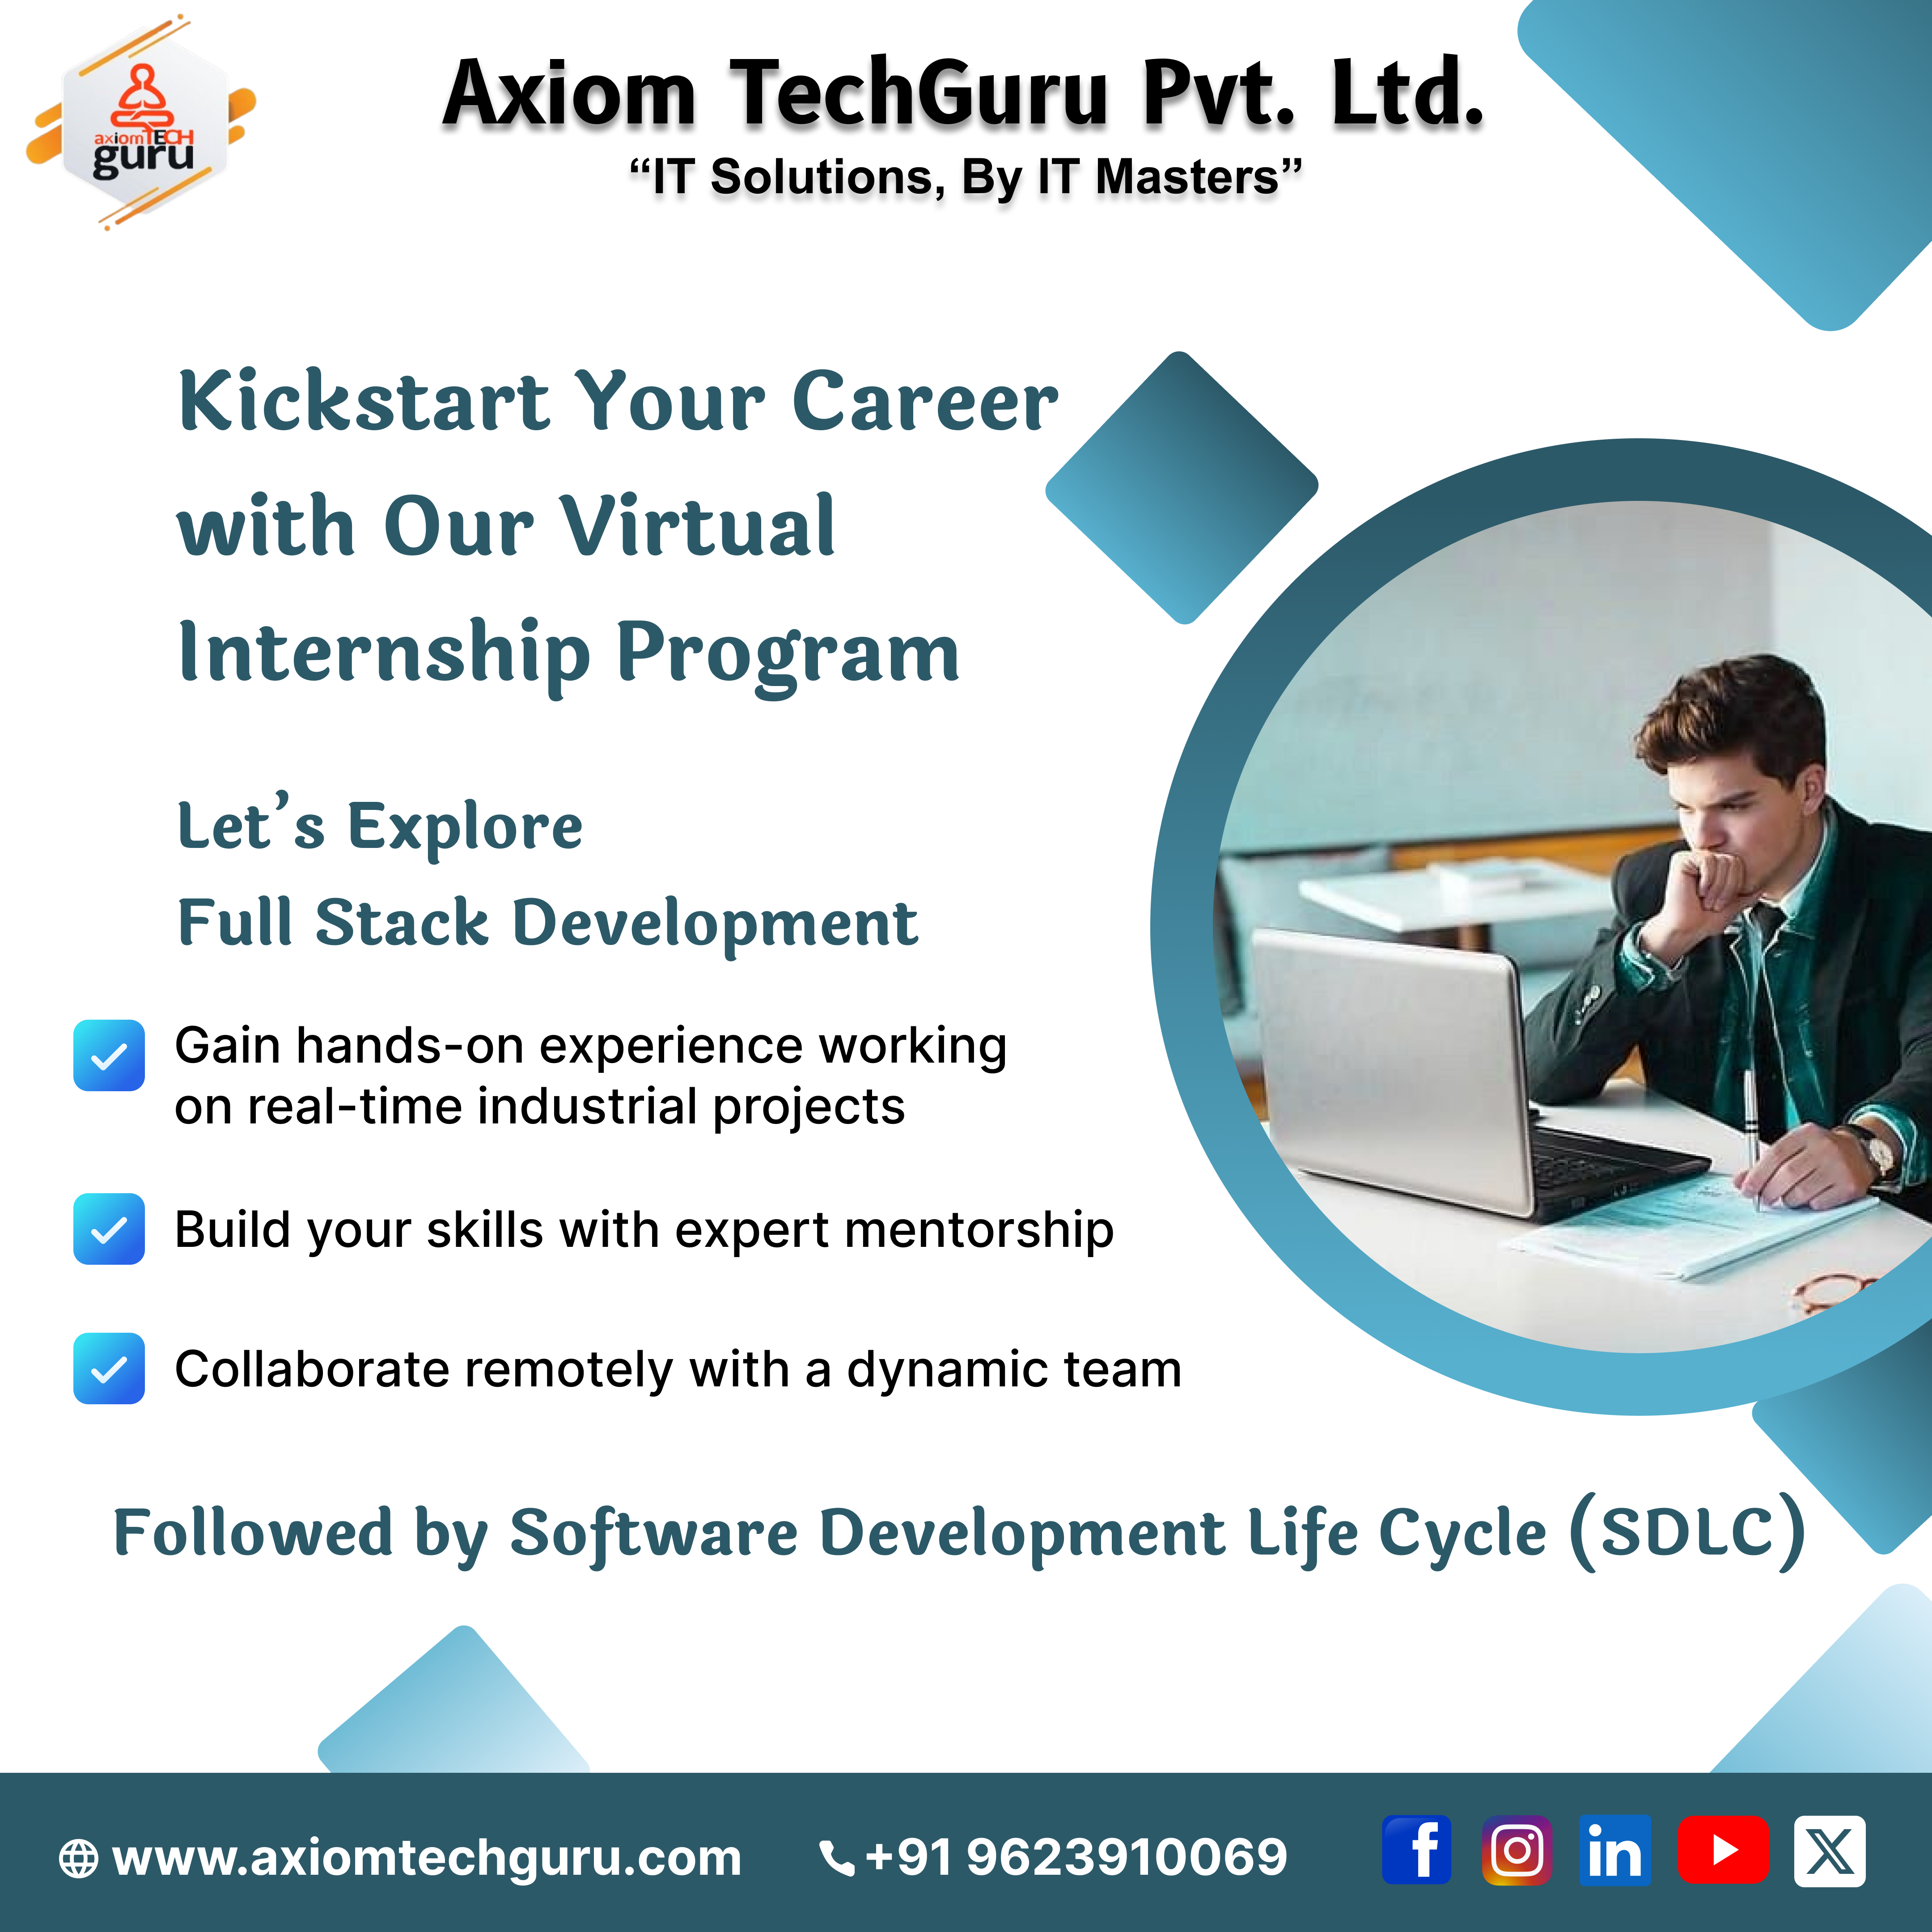 axiomTECH
guru
Axiom TechGuru Pvt. Ltd.
“IT Solutions, By IT Masters”
Kickstart Your Career
with Our Virtual
Internship Program
Let’s Explore
Full Stack Development
Gain hands-on experience working
on real-time industrial projects
Build your skills with expert mentorship
Collaborate remotely with a dynamic team
Followed by Software Development Life Cycle (SDLC)
www.axiomtechguru.com
+91 9623910069